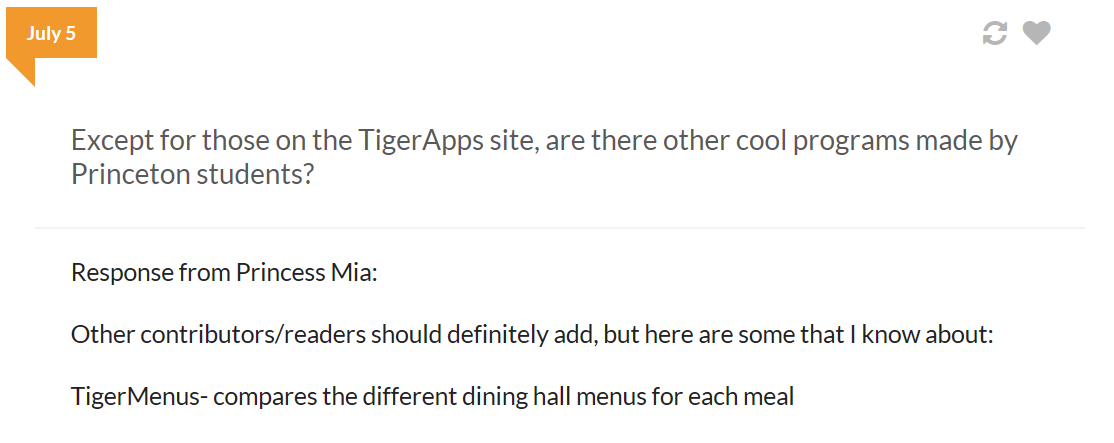 July 5
Except for those on the TigerApps site, are there other cool programs made by
Princeton students?
Response from Princess Mia:
Other contributors/readers should definitely add, but here are some that I know about:
TigerMenus- compares the different dining hall menus for each meal